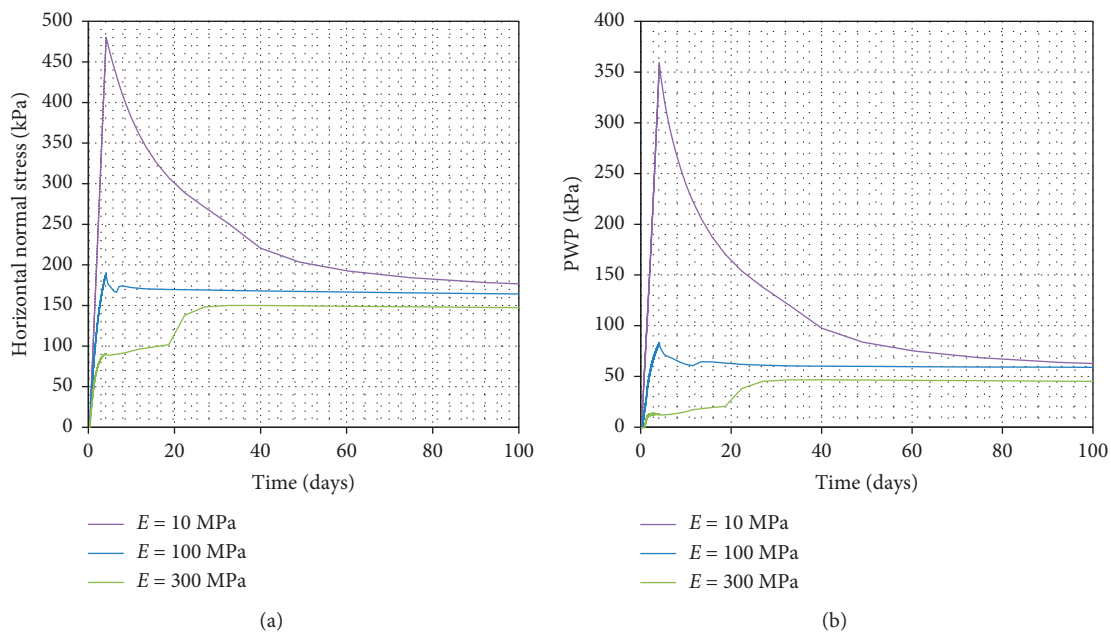 500
450
400
350
300
250
200
150
100
50
0
Horizontal normal stress (kPa)
0 20 40 60 80 100
Time (days)
E = 10 MPa
E = 100 MPa
E = 300 MPa
(a)
400
350
300
250
200
150
100
50
0
PWP (kPa)
0 20 40 60 80 100
Time (days)
E = 10 MPa
E = 100 MPa
E = 300 MPa
(b)